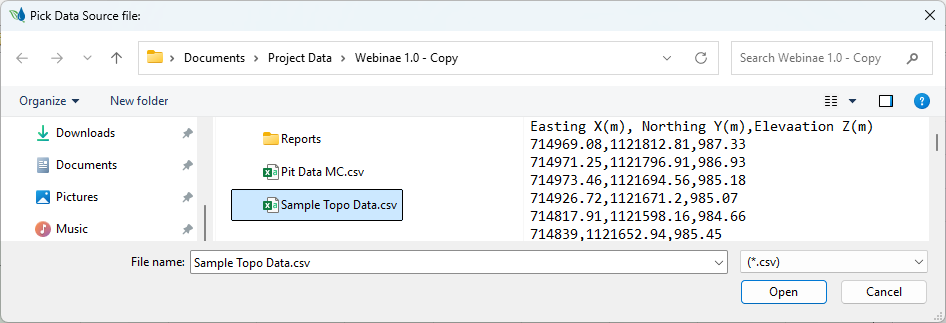 Pick Data Source file:
Documents > Project Data > Webinae 1.0 - Copy
Search Webinae 1.0 - Copy
Organize
New folder
?
Downloads
Documents
Pictures
Music
Reports
Pit Data MC.csv
Sample Topo Data.csv
Easting X(m), Northing Y(m),Elevaation Z(m)
714969.08,1121812.81,987.33
714971.25,1121796.91,986.93
714973.46,1121694.56,985.18
714926.72,1121671.2,985.07
714817.91,1121598.16,984.66
714839,1121652.94,985.45
File name:
Sample Topo Data.csv
(*.csv)
Open
Cancel